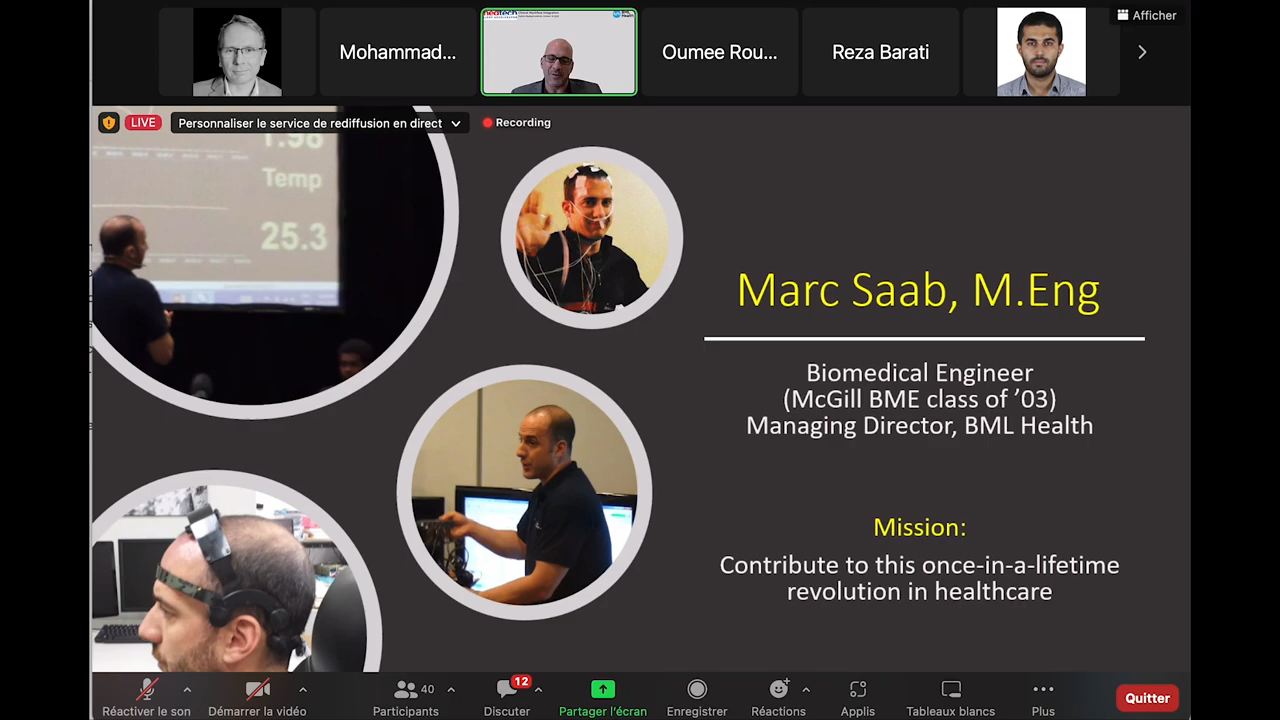 Afficher
Mohammad...
Oumee Rou...
Reza Barati
LIVE
Personnaliser le service de rediffusion en direct
Recording
1.98
Temp
25.3
Marc Saab, M.Eng
Biomedical Engineer
(McGill BME class of ’03)
Managing Director, BML Health
Mission:
Contribute to this once-in-a-lifetime
revolution in healthcare
12
40
Réactiver le son
Démarrer la vidéo
Participants
Discuter
Partager l'écran
Enregistrer
Réactions
Applis
Tableaux blancs
Plus
Quitter